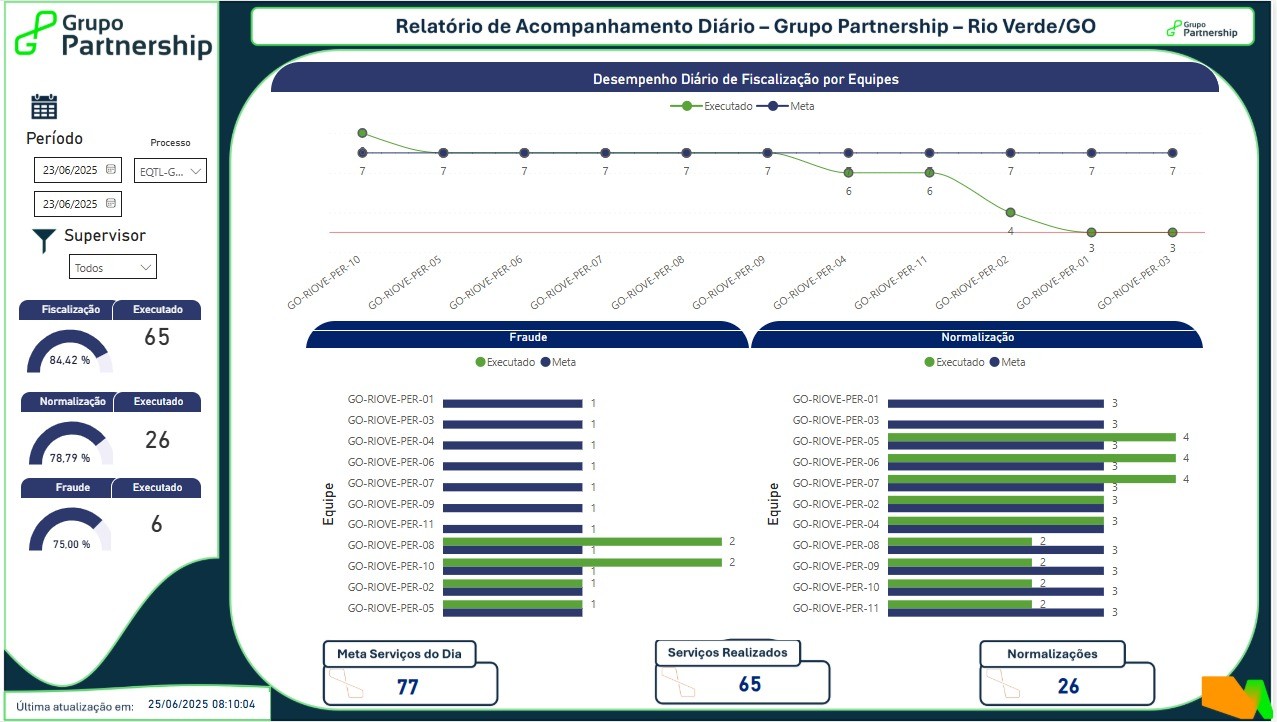 Grupo
Partnership
Relatório de Acompanhamento Diário – Grupo Partnership – Rio Verde/GO
Grupo
Partnership
Período
Processo
23/06/2025
EQTL-G...
23/06/2025
Supervisor
Todos
Fiscalização
Executado
84,42 %
65
Normalização
Executado
78,79 %
26
Fraude
Executado
75,00 %
6
Última atualização em: 25/06/2025 08:10:04
Desempenho Diário de Fiscalização por Equipes
Executado
Meta
7 7 7 7 7 7 6 6 7 7 7
4 3 3
GO-RIOVE-PER-10
GO-RIOVE-PER-05
GO-RIOVE-PER-06
GO-RIOVE-PER-07
GO-RIOVE-PER-08
GO-RIOVE-PER-09
GO-RIOVE-PER-04
GO-RIOVE-PER-11
GO-RIOVE-PER-02
GO-RIOVE-PER-01
GO-RIOVE-PER-03
Fraude
Executado Meta
Equipe
GO-RIOVE-PER-01 1
GO-RIOVE-PER-03 1
GO-RIOVE-PER-04 1
GO-RIOVE-PER-06 1
GO-RIOVE-PER-07 1
GO-RIOVE-PER-09 1
GO-RIOVE-PER-11 1
GO-RIOVE-PER-08 2
1
GO-RIOVE-PER-10 2
1
GO-RIOVE-PER-02 1
GO-RIOVE-PER-05 1
Normalização
Executado Meta
Equipe
GO-RIOVE-PER-01 3
GO-RIOVE-PER-03 3
GO-RIOVE-PER-05 4
3
GO-RIOVE-PER-06 4
3
GO-RIOVE-PER-07 4
3
GO-RIOVE-PER-02 3
GO-RIOVE-PER-04 3
GO-RIOVE-PER-08 2
3
GO-RIOVE-PER-09 2
3
GO-RIOVE-PER-10 2
3
GO-RIOVE-PER-11 2
3
Meta Serviços do Dia
77
Serviços Realizados
65
Normalizações
26